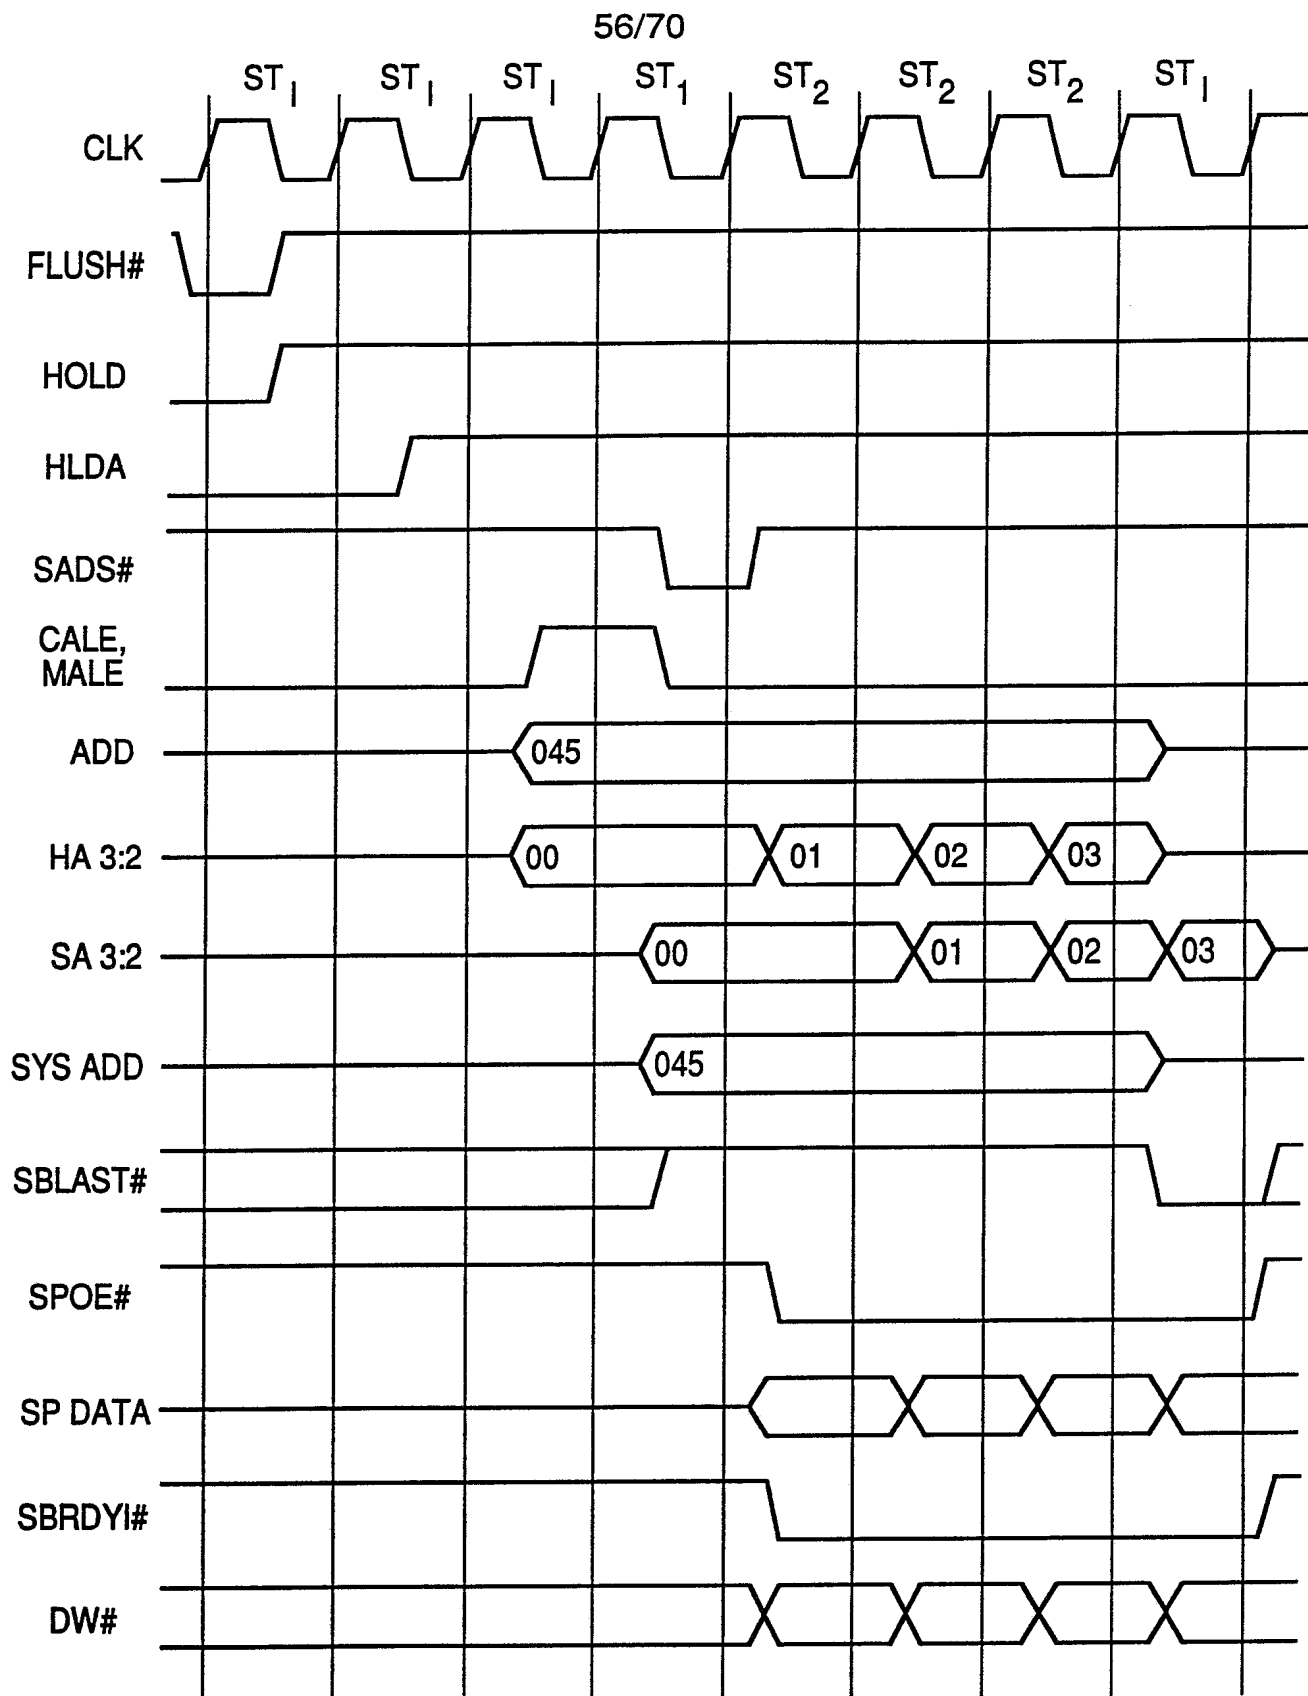 56/70
ST I ST I ST I ST 1 ST 2 ST 2 ST 2 ST I
CLK
FLUSH#
HOLD
HLDA
SADS#
CALE,
MALE
ADD 045
HA 3:2 00 01 02 03
SA 3:2 00 01 02 03
SYS ADD 045
SBLAST#
SPOE#
SP DATA
SBRDYI#
DW#